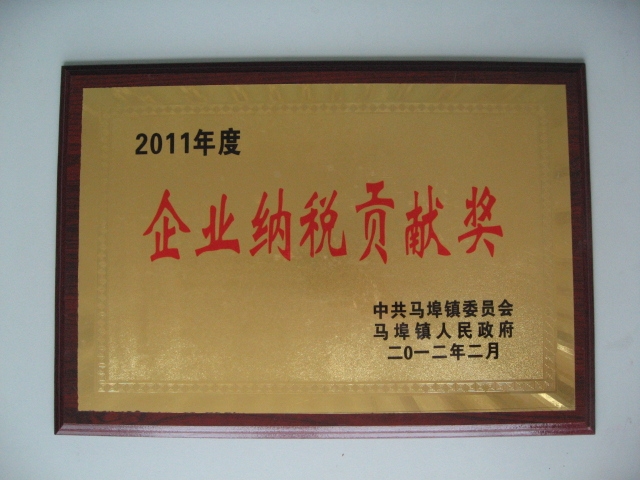 2011年度
企业纳税贡献奖
中共马埠镇委员会
马埠镇人民政府
二0一二年二月